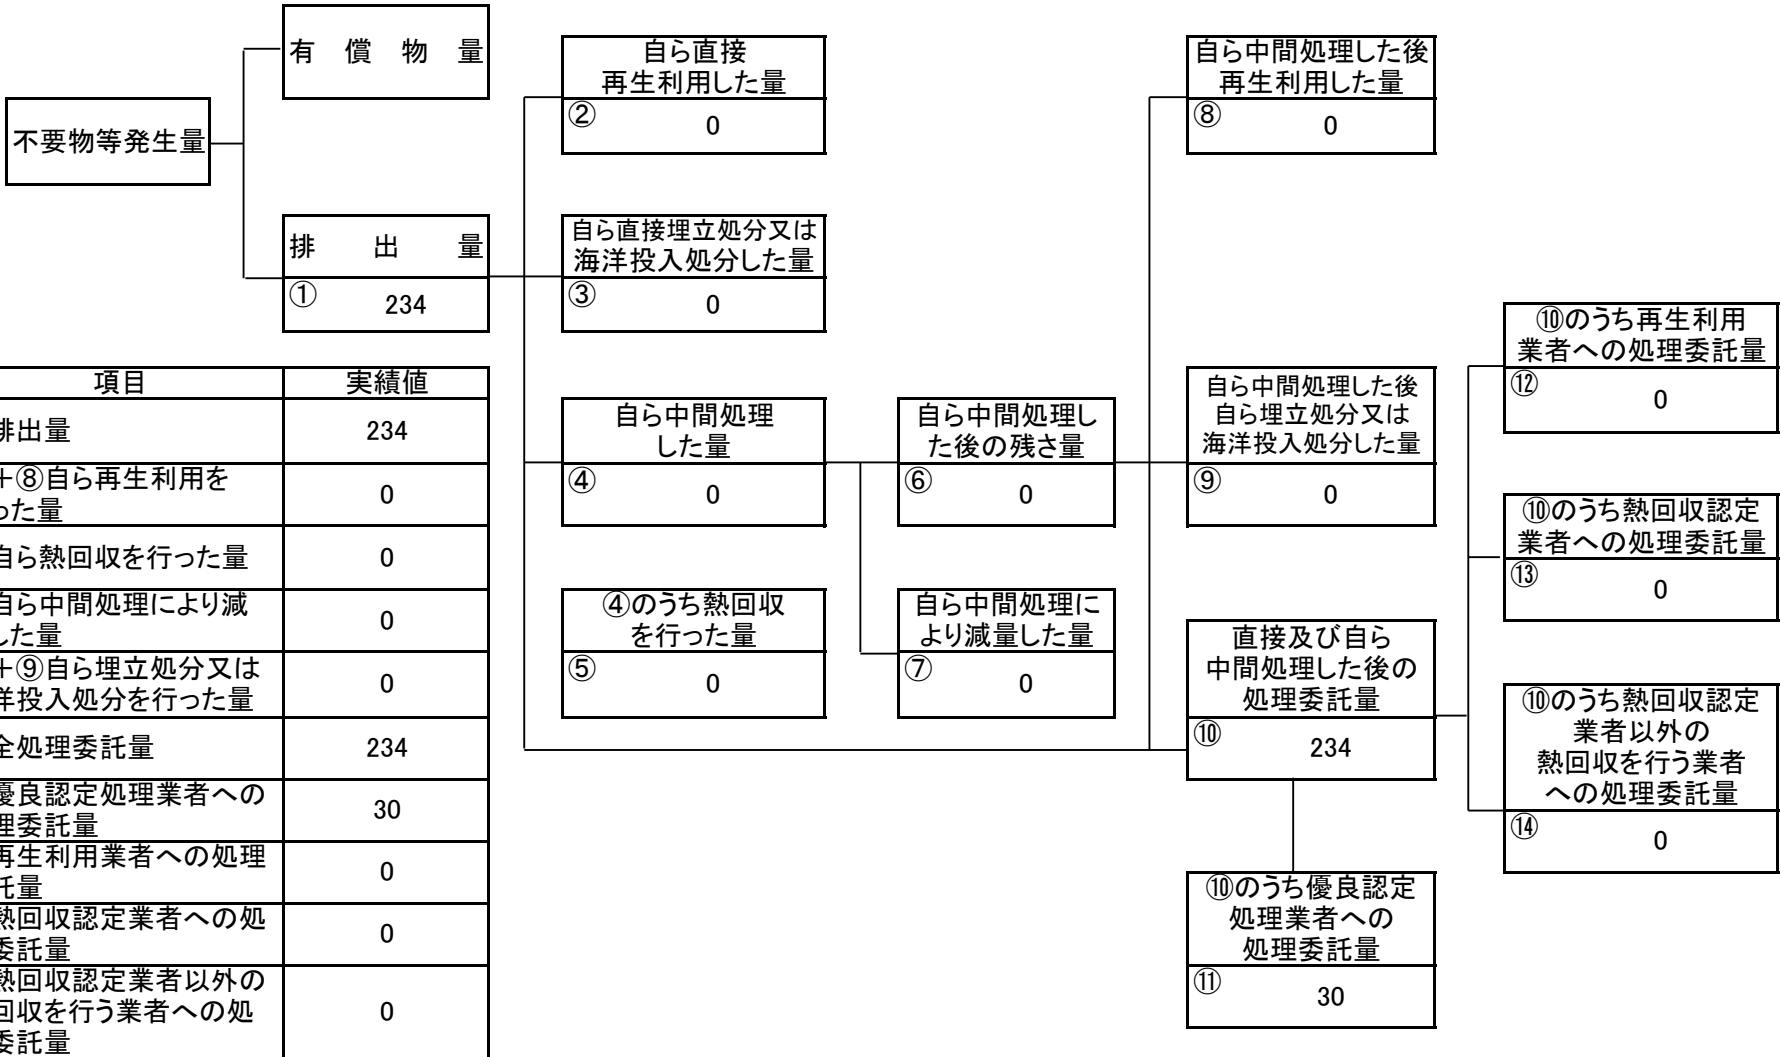 有償物量
不要物等発生量
排出量
① 234
自ら直接
再生利用した量
② 0
自ら直接埋立処分又は
海洋投入処分した量
③ 0
自ら中間処理
した量
④ 0
④のうち熱回収
を行った量
⑤ 0
自ら中間処理し
た後の残さ量
⑥ 0
自ら中間処理に
より減量した量
⑦ 0
自ら中間処理した後
再生利用した量
⑧ 0
自ら中間処理した後
自ら埋立処分又は
海洋投入処分した量
⑨ 0
直接及び自ら
中間処理した後の
処理委託量
⑩ 234
⑩のうち優良認定
処理業者への
処理委託量
⑪ 30
⑩のうち再生利用
業者への処理委託量
⑫ 0
⑩のうち熱回収認定
業者への処理委託量
⑬ 0
⑩のうち熱回収認定
業者以外の
熱回収を行う業者
への処理委託量
⑭ 0
項目 実績値
排出量 234
+⑧自ら再生利用を
った量 0
自ら熱回収を行った量 0
自ら中間処理により減
した量 0
+⑨自ら埋立処分又は
洋投入処分を行った量 0
全処理委託量 234
優良認定処理業者への
理委託量 30
再生利用業者への処理
託量 0
熱回収認定業者への処
委託量 0
熱回収認定業者以外の
回収を行う業者への処
委託量 0